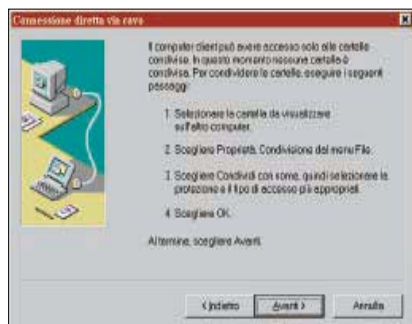 Connessione diretta via cavo
Il computer client può avere accesso solo alle cartelle
condivise. In questo momento nessuna cartella è
condivisa. Per condividere le cartelle, eseguire i seguenti
passaggi:
1. Selezionare la cartella da visualizzare
sull'altro computer.
2. Scegliere Proprietà, Condivisione dal menu File.
3. Scegliere Condividi con nome, quindi selezionare la
protezione e il tipo di accesso più appropriati.
4. Scegliere OK.
Al termine, scegliere Avanti.
< Indietro
Avanti >
Annulla